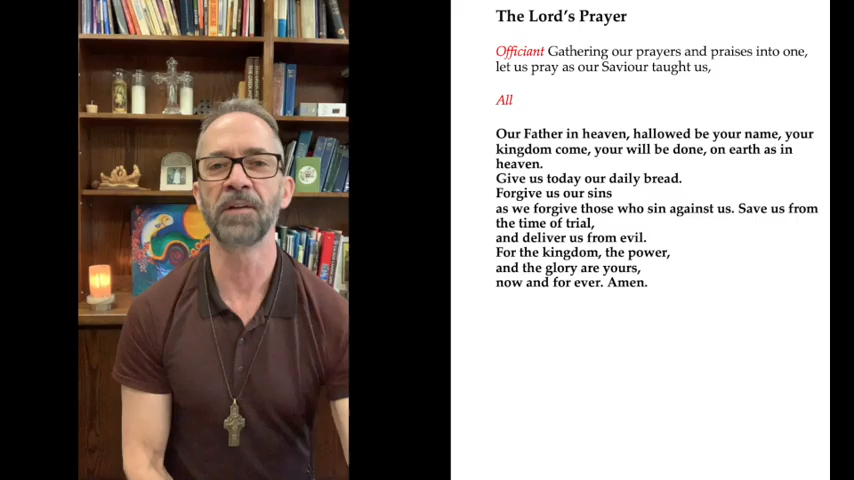 The Lord's Prayer
Officiant Gathering our prayers and praises into one,
let us pray as our Saviour taught us,
All
Our Father in heaven, hallowed be your name, your
kingdom come, your will be done, on earth as in
heaven.
Give us today our daily bread.
Forgive us our sins
as we forgive those who sin against us. Save us from
the time of trial,
and deliver us from evil.
For the kingdom, the power,
and the glory are yours,
now and for ever. Amen.